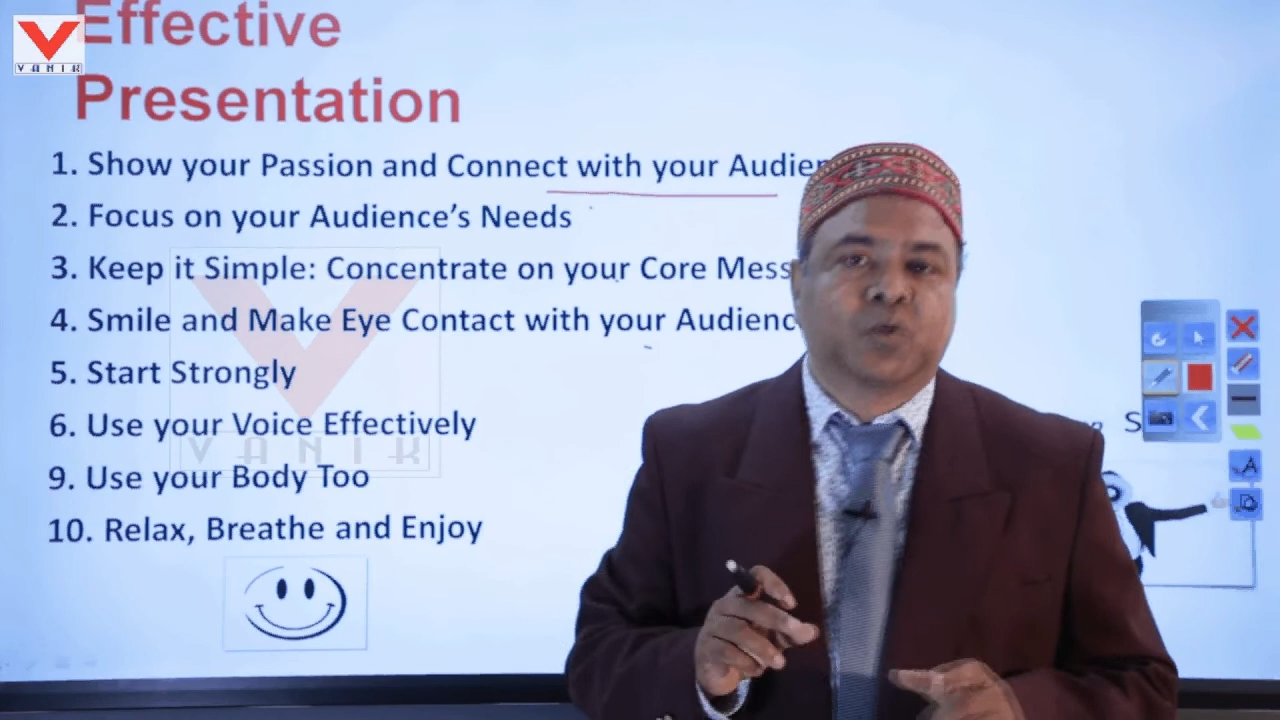 VANIK
Effective
Presentation
1. Show your Passion and Connect with your Audien
2. Focus on your Audience's Needs
3. Keep it Simple: Concentrate on your Core Mess
4. Smile and Make Eye Contact with your Audienc
5. Start Strongly
6. Use your Voice Effectively
VANIK
9. Use your Body Too
10. Relax, Breathe and Enjoy